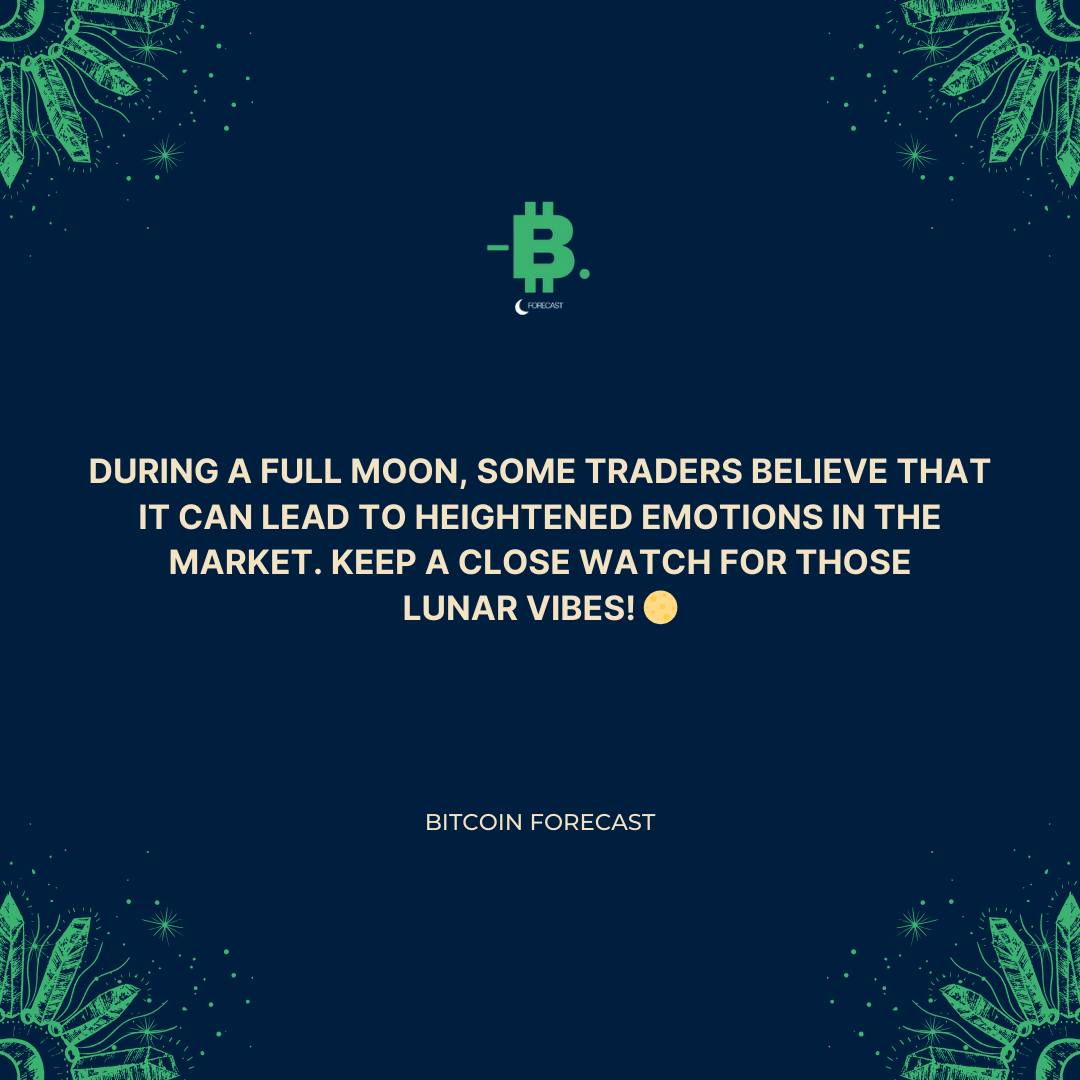 B.
FORECAST
DURING A FULL MOON, SOME TRADERS BELIEVE THAT
IT CAN LEAD TO HEIGHTENED EMOTIONS IN THE
MARKET. KEEP A CLOSE WATCH FOR THOSE
LUNAR VIBES! 🌕
BITCOIN FORECAST